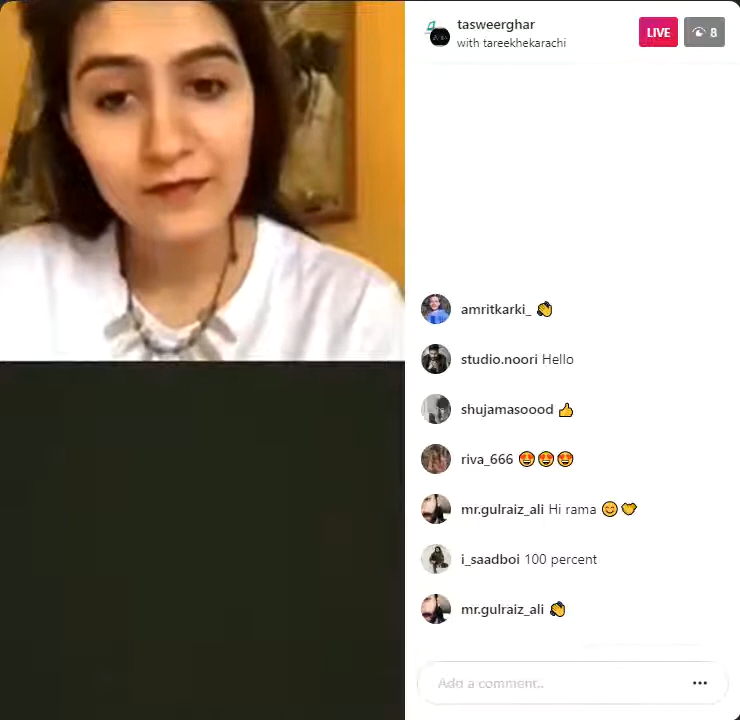 tasweerghar
with tareekhekarachi
LIVE
8
amritkarki_ 👏
studio.noori Hello
shujamasoood 👍
riva_666 😍😍😍
mr.gulraiz_ali Hi rama 😊🤝
i_saadboi 100 percent
mr.gulraiz_ali 👏
Add a comment..